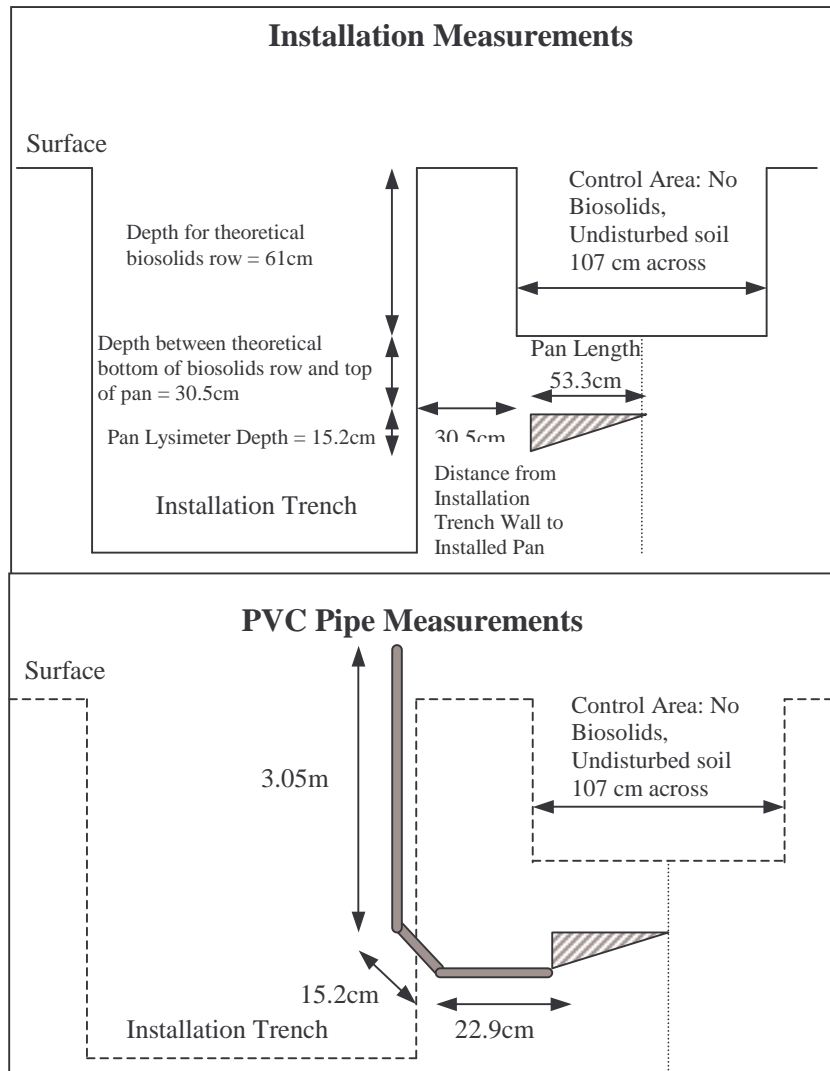 Installation Measurements
Surface
Depth for theoretical
biosolids row = 61cm
Control Area: No
Biosolids,
Undisturbed soil
107 cm across
Depth between theoretical
bottom of biosolids row and top
of pan = 30.5cm
Pan Length
53.3cm
Pan Lysimeter Depth = 15.2cm
30.5cm
Distance from
Installation
Trench Wall to
Installed Pan
Installation Trench
PVC Pipe Measurements
Surface
Control Area: No
Biosolids,
Undisturbed soil
107 cm across
3.05m
15.2cm
22.9cm
Installation Trench